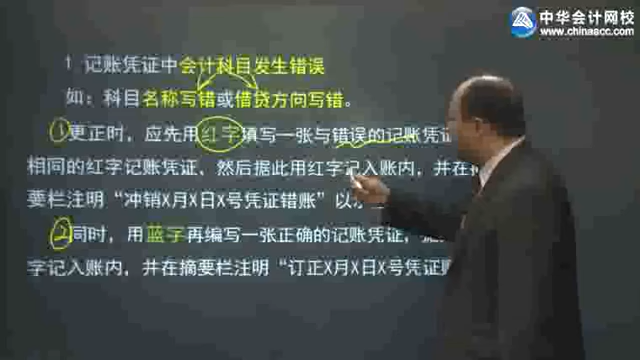 中华会计网校
www.chinaacc.com
1 记账凭证中会计科目发生错误
如：科目名称写错或借贷方向写错。
①更正时，应先用红字填写一张与错误的记账凭证
相同的红字记账凭证，然后据此用红字记入账内，并在摘
要栏注明“冲销X月X日X号凭证错账”以
②同时，用蓝字再编写一张正确的记账凭证，
字记入账内，并在摘要栏注明“订正X月X日X号凭证账